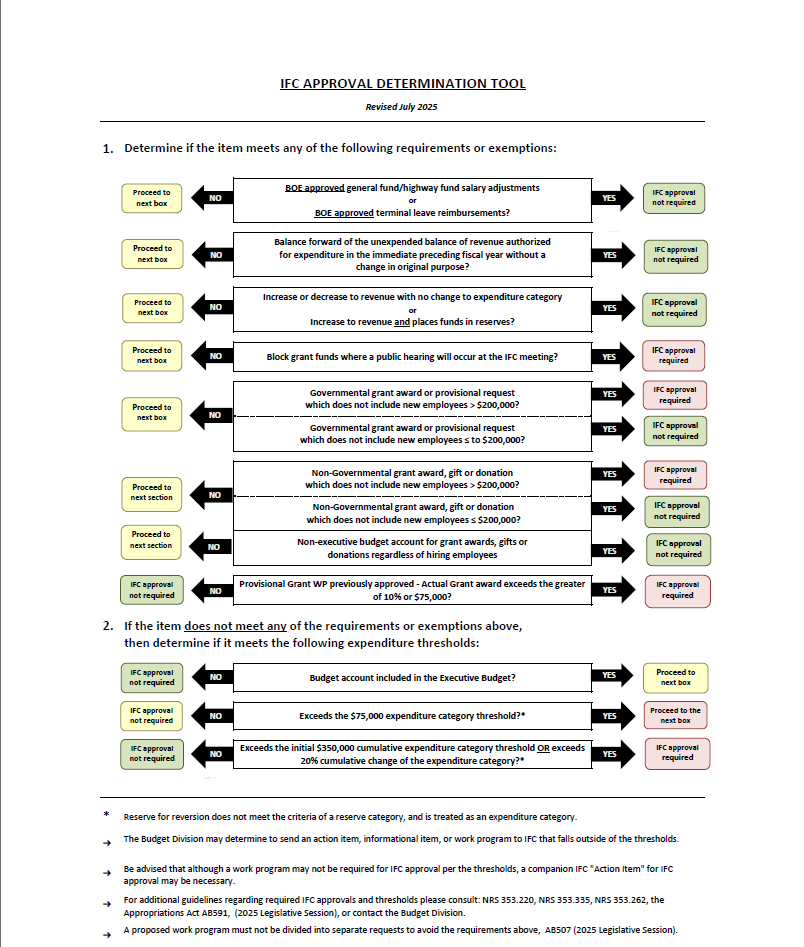 IFC APPROVAL DETERMINATION TOOL
Revised July 2025
1. Determine if the item meets any of the following requirements or exemptions:
Proceed to
next box
NO
BOE approved general fund/highway fund salary adjustments
or
BOE approved terminal leave reimbursements?
YES
IFC approval
not required
Proceed to
next box
NO
Balance forward of the unexpended balance of revenue authorized
for expenditure in the immediate preceding fiscal year without a
change in original purpose?
YES
IFC approval
not required
Proceed to
next box
NO
Increase or decrease to revenue with no change to expenditure category
or
Increase to revenue and places funds in reserves?
YES
IFC approval
not required
Proceed to
next box
NO
Block grant funds where a public hearing will occur at the IFC meeting?
YES
IFC approval
required
Proceed to
next box
NO
Governmental grant award or provisional request
which does not include new employees > $200,000?
YES
IFC approval
required
Governmental grant award or provisional request
which does not include new employees ≤ to $200,000?
YES
IFC approval
not required
Proceed to
next section
NO
Non-Governmental grant award, gift or donation
which does not include new employees > $200,000?
YES
IFC approval
required
Non-Governmental grant award, gift or donation
which does not include new employees ≤ $200,000?
YES
IFC approval
not required
Proceed to
next section
NO
Non-executive budget account for grant awards, gifts or
donations regardless of hiring employees
YES
IFC approval
not required
IFC approval
not required
NO
Provisional Grant WP previously approved - Actual Grant award exceeds the greater
of 10% or $75,000?
YES
IFC approval
required
2. If the item does not meet any of the requirements or exemptions above,
then determine if it meets the following expenditure thresholds:
IFC approval
not required
NO
Budget account included in the Executive Budget?
YES
Proceed to
next box
IFC approval
not required
NO
Exceeds the $75,000 expenditure category threshold?*
YES
Proceed to the
next box
IFC approval
not required
NO
Exceeds the initial $350,000 cumulative expenditure category threshold OR exceeds
20% cumulative change of the expenditure category?*
YES
IFC approval
required
* Reserve for reversion does not meet the criteria of a reserve category, and is treated as an expenditure category.
→ The Budget Division may determine to send an action item, informational item, or work program to IFC that falls outside of the thresholds.
→ Be advised that although a work program may not be required for IFC approval per the thresholds, a companion IFC "Action Item" for IFC
approval may be necessary.
→ For additional guidelines regarding required IFC approvals and thresholds please consult: NRS 353.220, NRS 353.335, NRS 353.262, the
Appropriations Act AB591, (2025 Legislative Session), or contact the Budget Division.
→ A proposed work program must not be divided into separate requests to avoid the requirements above, AB507 (2025 Legislative Session).